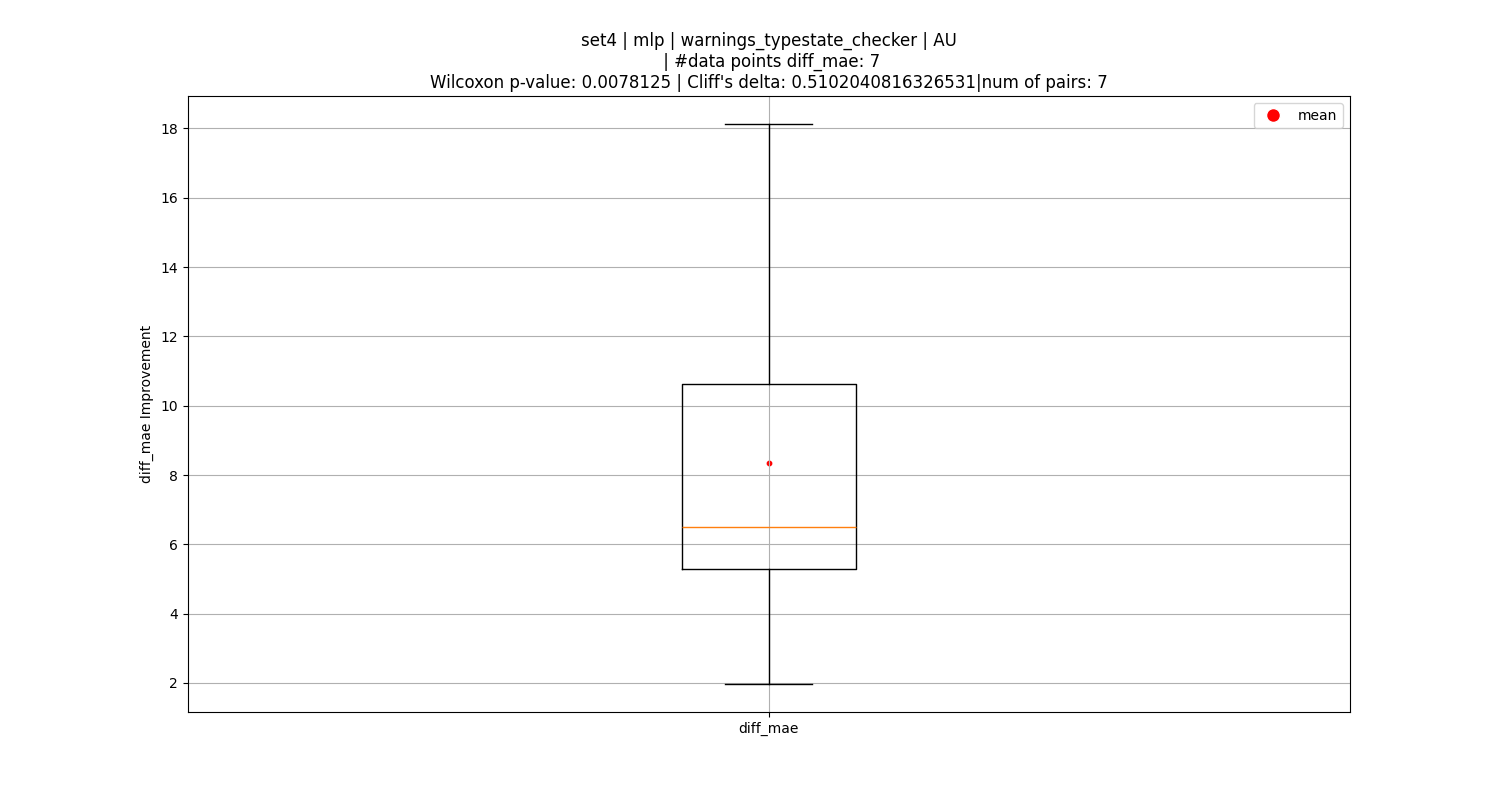 set4 | mlp | warnings_typestate_checker | AU
| #data points diff_mae: 7
Wilcoxon p-value: 0.0078125 | Cliff's delta: 0.5102040816326531|num of pairs: 7
mean
18
16
14
12
10
8
6
4
2
diff_mae Improvement
diff_mae